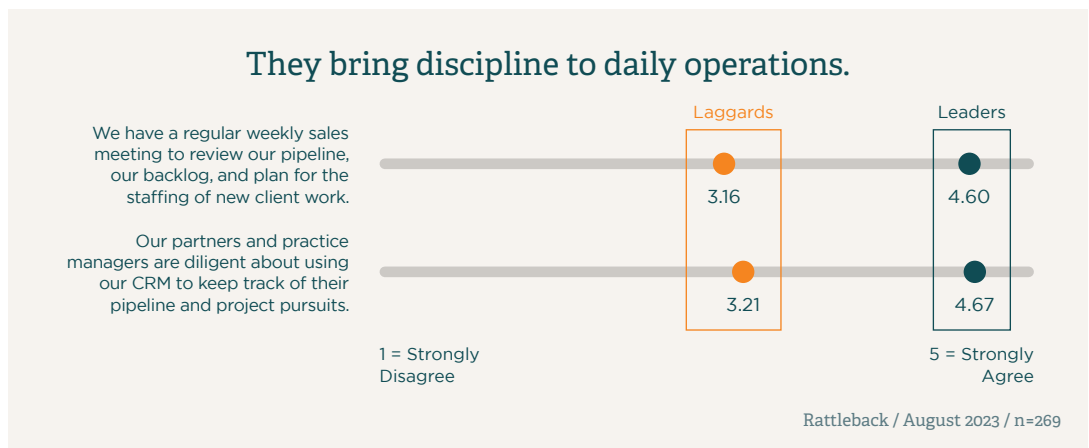 They bring discipline to daily operations.
Laggards
Leaders
We have a regular weekly sales
meeting to review our pipeline,
our backlog, and plan for the
staffing of new client work.
3.16
4.60
Our partners and practice
managers are diligent about using
our CRM to keep track of their
pipeline and project pursuits.
3.21
4.67
1 = Strongly
Disagree
5 = Strongly
Agree
Rattleback / August 2023 / n=269